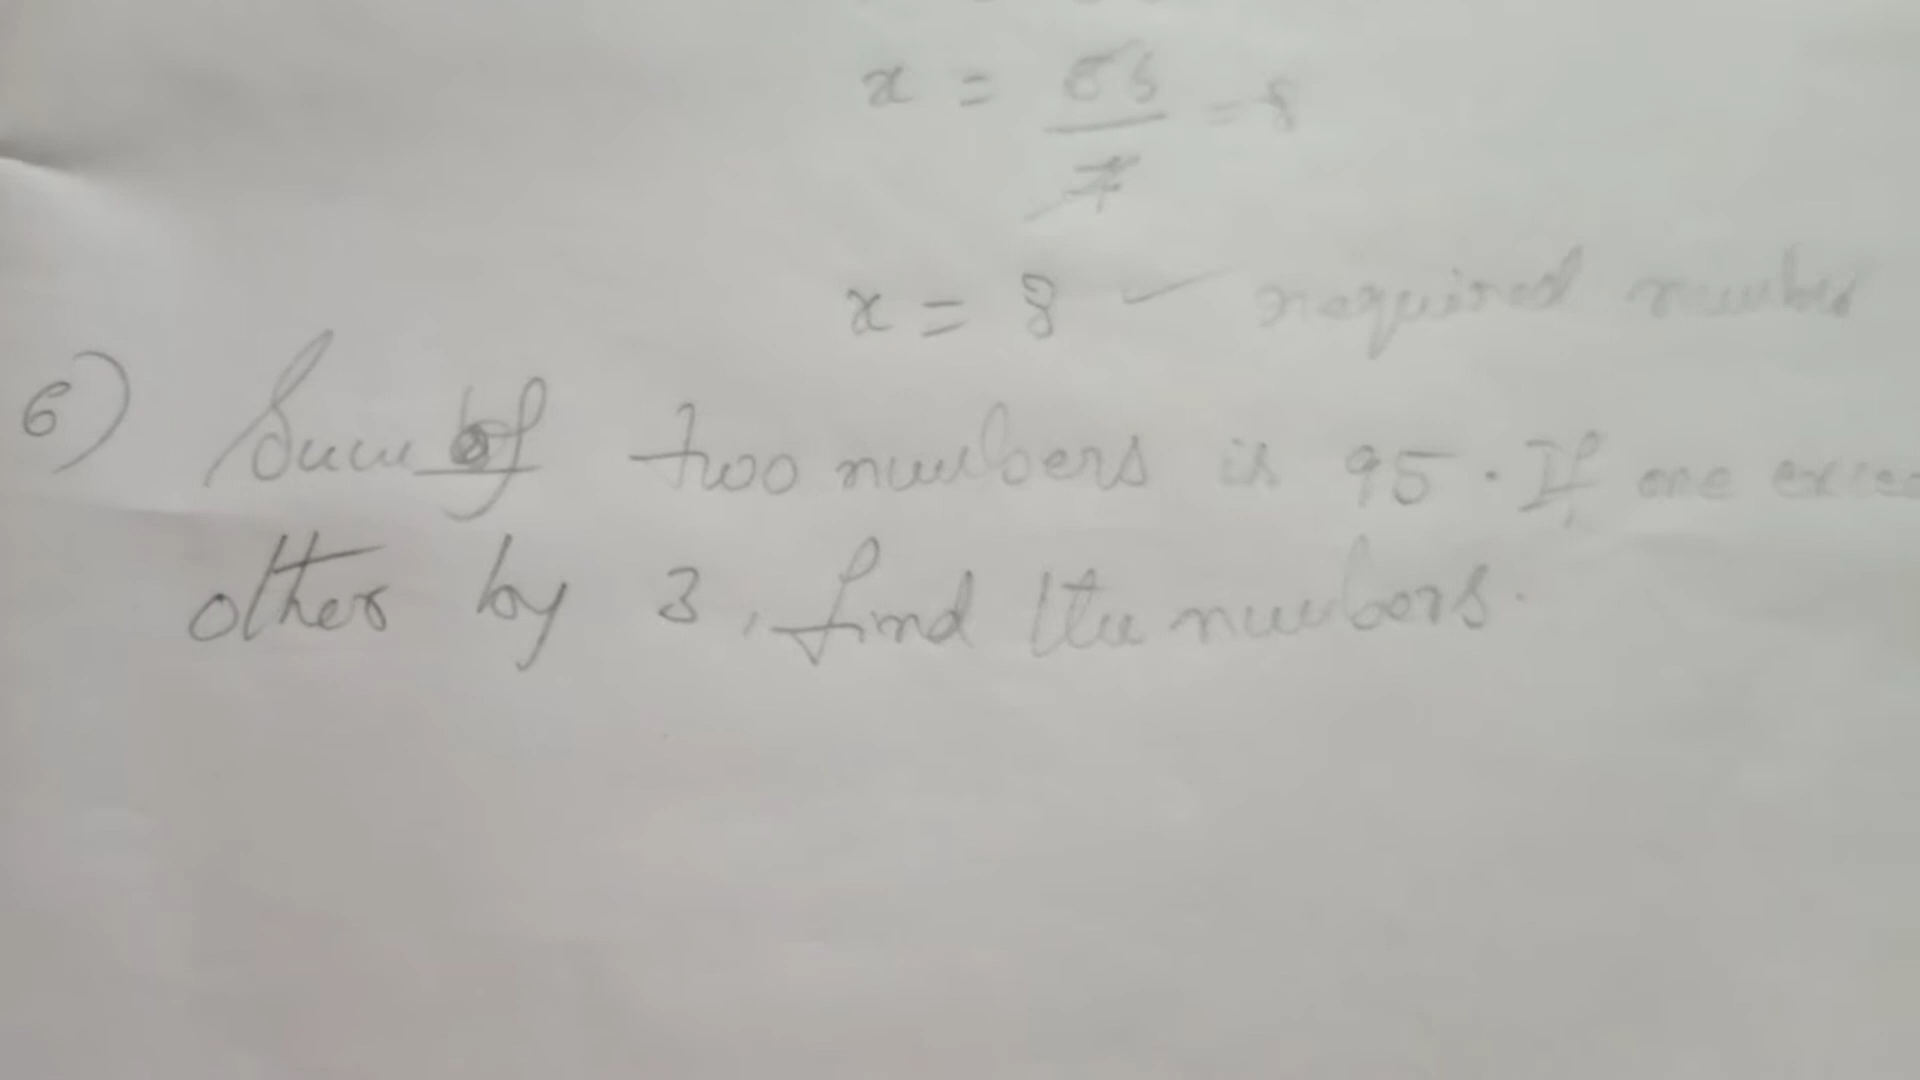 x = 56/7 = 8
x = 8 required number
6) Sum of two numbers is 95. If one excee
other by 3, find the numbers.